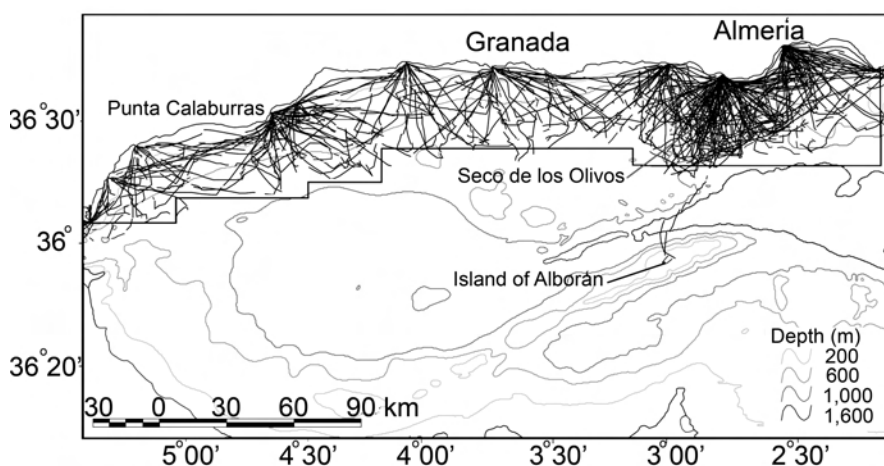 Granada
Almería
Punta Calaburras
36°30'
Seco de los Olivos
36°
Island of Alborán
36°20'
Depth (m)
200
600
1,000
1,600
30 0 30 60 90 km
5°00' 4°30' 4°00' 3°30' 3°00' 2°30'